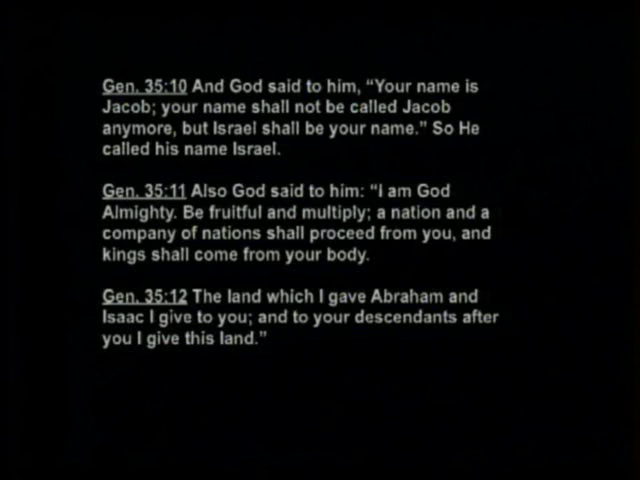 Gen. 35:10 And God said to him, “Your name is
Jacob; your name shall not be called Jacob
anymore, but Israel shall be your name.” So He
called his name Israel.
Gen. 35:11 Also God said to him: “I am God
Almighty. Be fruitful and multiply; a nation and a
company of nations shall proceed from you, and
kings shall come from your body.
Gen. 35:12 The land which I gave Abraham and
Isaac I give to you; and to your descendants after
you I give this land.”